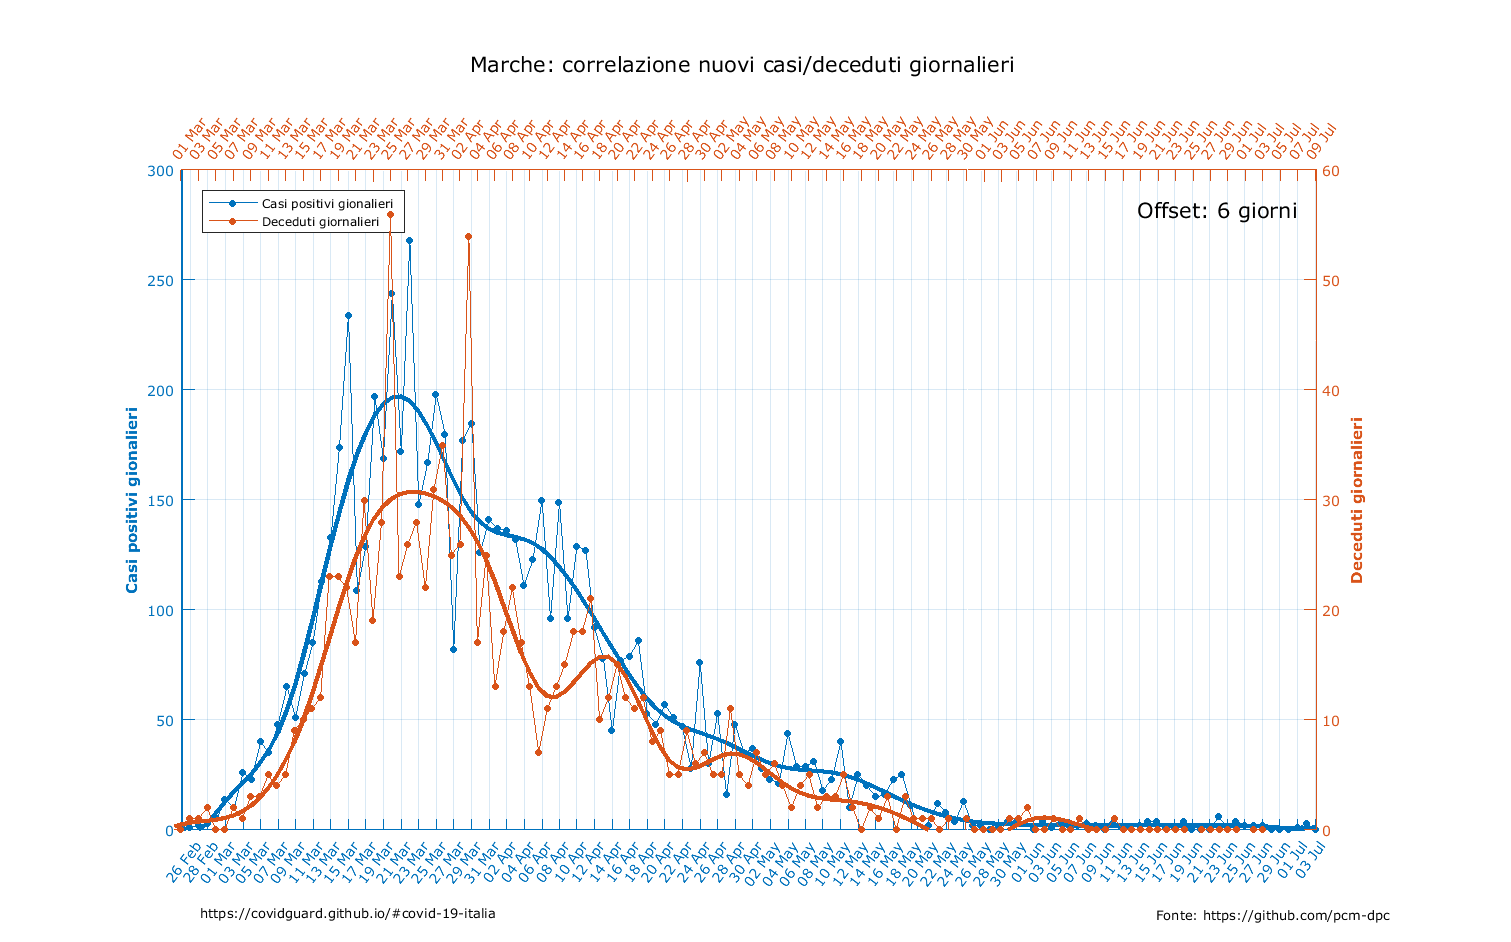 Marche: correlazione nuovi casi/deceduti giornalieri
01 Mar 03 Mar 05 Mar 07 Mar 09 Mar 11 Mar 13 Mar 15 Mar 17 Mar 19 Mar 21 Mar 23 Mar 25 Mar 27 Mar 29 Mar 31 Mar 02 Apr 04 Apr 06 Apr 08 Apr 10 Apr 12 Apr 14 Apr 16 Apr 18 Apr 20 Apr 22 Apr 24 Apr 26 Apr 28 Apr 30 Apr 02 May 04 May 06 May 08 May 10 May 12 May 14 May 16 May 18 May 20 May 22 May 24 May 26 May 28 May 30 May 01 Jun 03 Jun 05 Jun 07 Jun 09 Jun 11 Jun 13 Jun 15 Jun 17 Jun 19 Jun 21 Jun 23 Jun 25 Jun 27 Jun 29 Jun 01 Jul 03 Jul 05 Jul 07 Jul 09 Jul
300 60
Casi positivi gionalieri
Deceduti giornalieri
Offset: 6 giorni
250 50
200 40
150 30
100 20
50 10
0 0
Casi positivi gionalieri
Deceduti giornalieri
26 Feb 28 Feb 01 Mar 03 Mar 05 Mar 07 Mar 09 Mar 11 Mar 13 Mar 15 Mar 17 Mar 19 Mar 21 Mar 23 Mar 25 Mar 27 Mar 29 Mar 31 Mar 02 Apr 04 Apr 06 Apr 08 Apr 10 Apr 12 Apr 14 Apr 16 Apr 18 Apr 20 Apr 22 Apr 24 Apr 26 Apr 28 Apr 30 Apr 02 May 04 May 06 May 08 May 10 May 12 May 14 May 16 May 18 May 20 May 22 May 24 May 26 May 28 May 30 May 01 Jun 03 Jun 05 Jun 07 Jun 09 Jun 11 Jun 13 Jun 15 Jun 17 Jun 19 Jun 21 Jun 23 Jun 25 Jun 27 Jun 29 Jun 01 Jul 03 Jul
https://covidguard.github.io/#covid-19-italia
Fonte: https://github.com/pcm-dpc